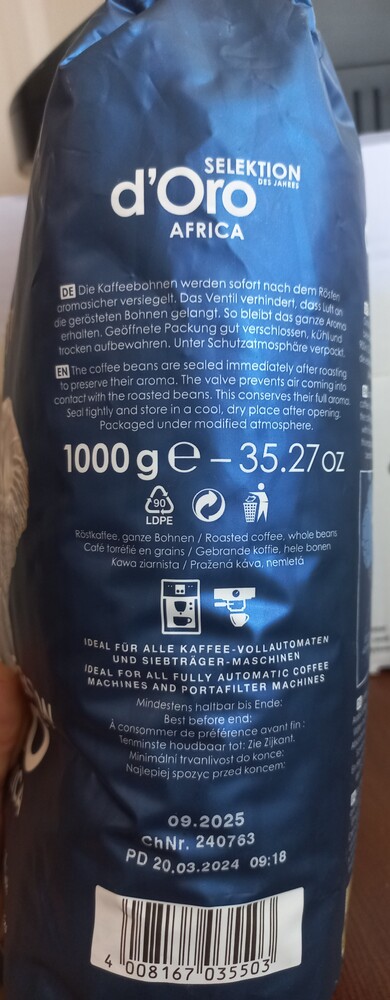 SELEKTION
DES JAHRES
d'Oro
AFRICA
DE Die Kaffeebohnen werden sofort nach dem Rösten
aromasicher versiegelt. Das Ventil verhindert, dass Luft an
die gerösteten Bohnen gelangt. So bleibt das ganze Aroma
erhalten. Geöffnete Packung gut verschlossen, kühl und
trocken aufbewahren. Unter Schutzatmosphäre verpackt.
EN The coffee beans are sealed immediately after roasting
to preserve their aroma. The valve prevents air coming into
contact with the roasted beans. This conserves their full aroma.
Seal tightly and store in a cool, dry place after opening.
Packaged under modified atmosphere.
1000 g ℮ – 35.27 oz
90
LDPE
Röstkaffee, ganze Bohnen / Roasted coffee, whole beans
Café torréfié en grains / Gebrande koffie, hele bonen
Kawa ziarnista / Pražená káva, nemletá
IDEAL FÜR ALLE KAFFEE-VOLLAUTOMATEN
UND SIEBTRÄGER-MASCHINEN
IDEAL FOR ALL FULLY AUTOMATIC COFFEE
MACHINES AND PORTAFILTER MACHINES
Mindestens haltbar bis Ende:
Best before end:
À consommer de préférence avant fin :
Tenminste houdbaar tot: Zie Zijkant.
Minimální trvanlivost do konce:
Najlepiej spożyć przed koncem:
09.2025
ChNr. 240763
PD 20.03.2024 09:18
4 008167 035503